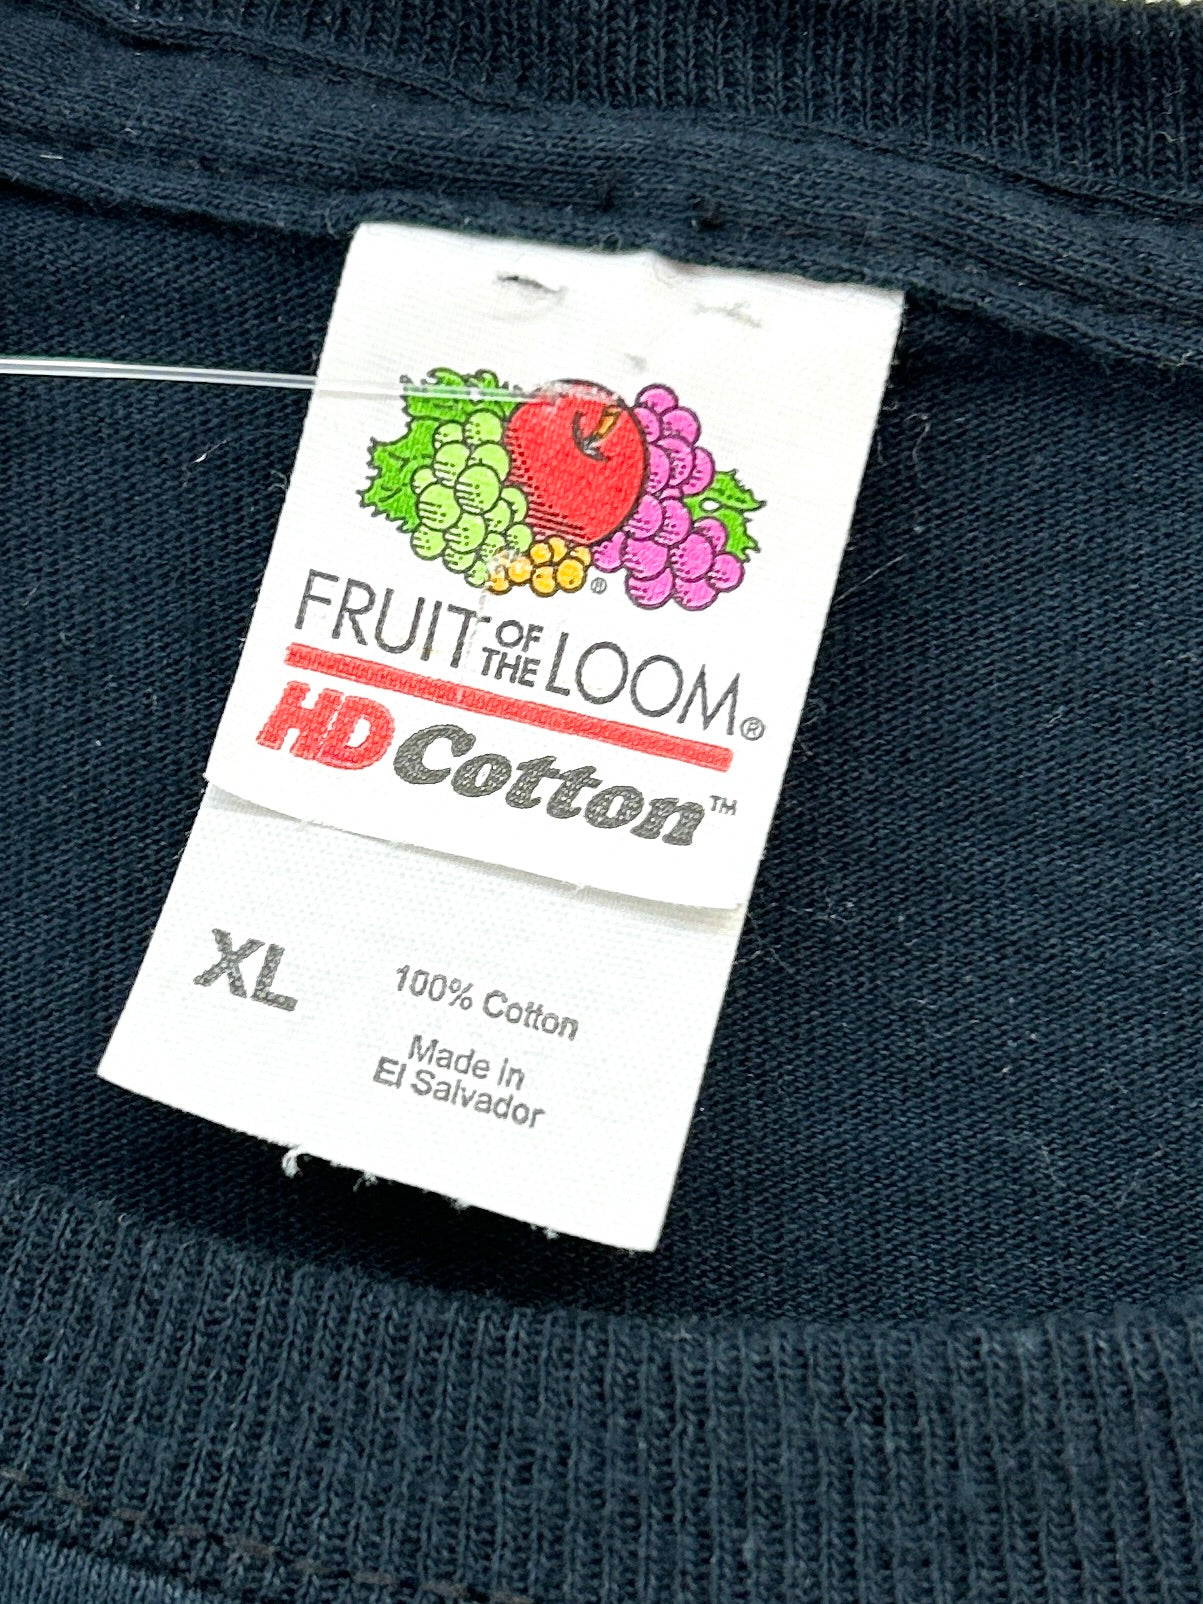 ®
FRUIT OF THE LOOM®
HD Cotton™
XL
100% Cotton
Made in
El Salvador